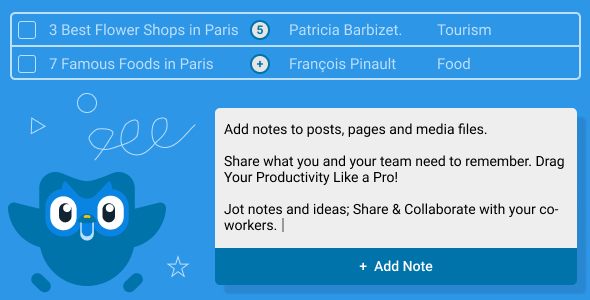 3 Best Flower Shops in Paris 5 Patricia Barbizet. Tourism
7 Famous Foods in Paris + François Pinault Food
Add notes to posts, pages and media files.
Share what you and your team need to remember. Drag
Your Productivity Like a Pro!
Jot notes and ideas; Share & Collaborate with your co-
workers.
+ Add Note